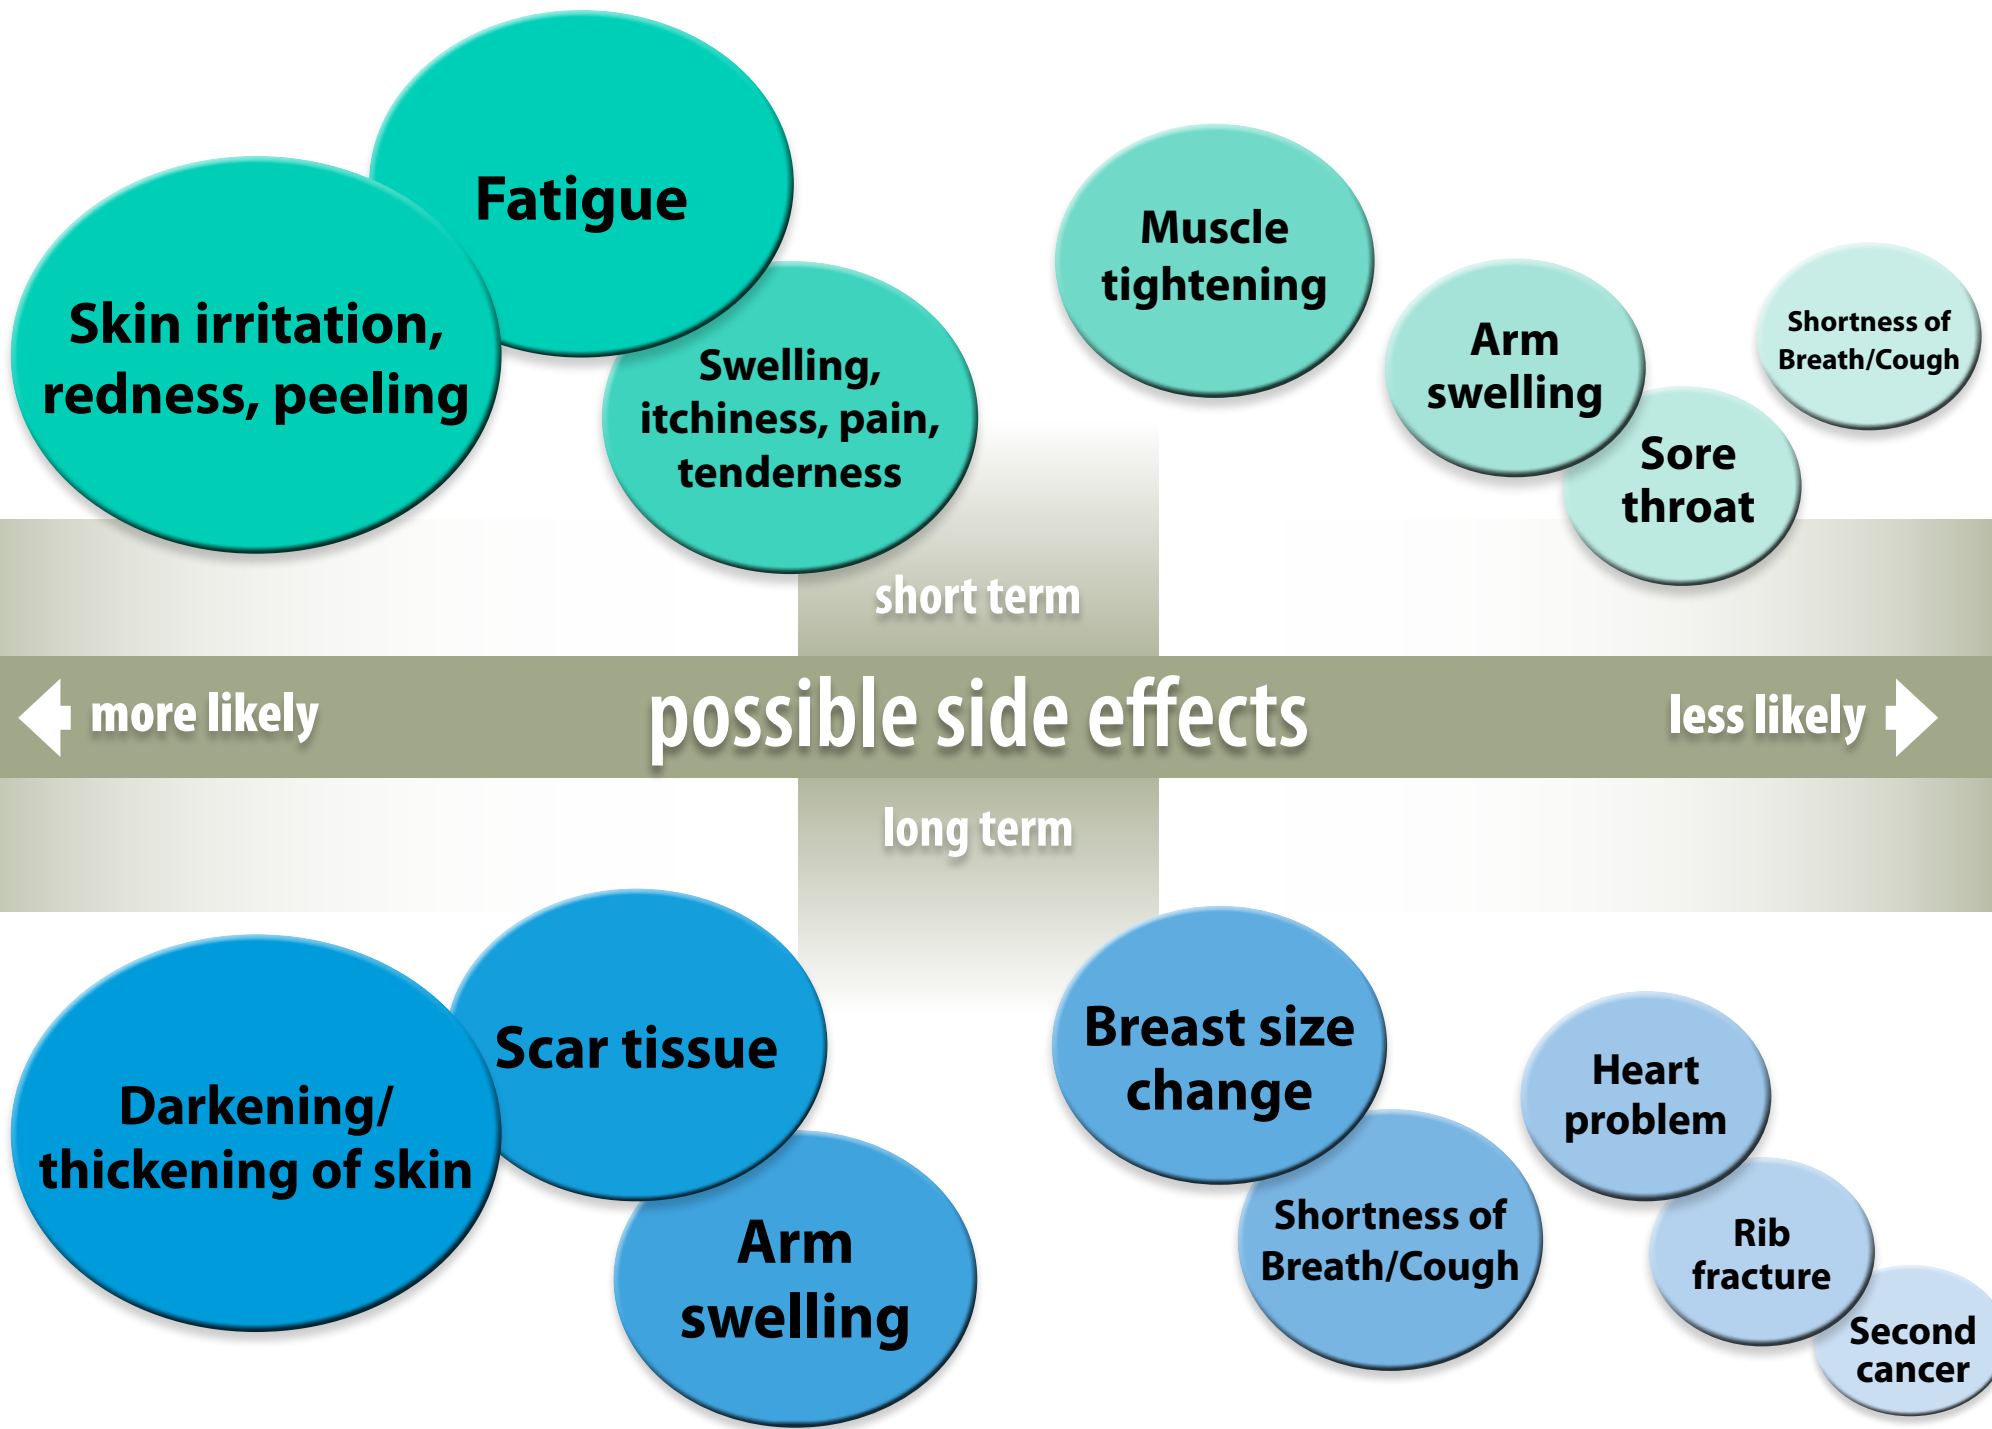 Fatigue
Skin irritation,
redness, peeling
Swelling,
itchiness, pain,
tenderness
Muscle
tightening
Arm
swelling
Sore
throat
Shortness of
Breath/Cough
short term
more likely
possible side effects
less likely
long term
Darkening/
thickening of skin
Scar tissue
Arm
swelling
Breast size
change
Shortness of
Breath/Cough
Heart
problem
Rib
fracture
Second
cancer